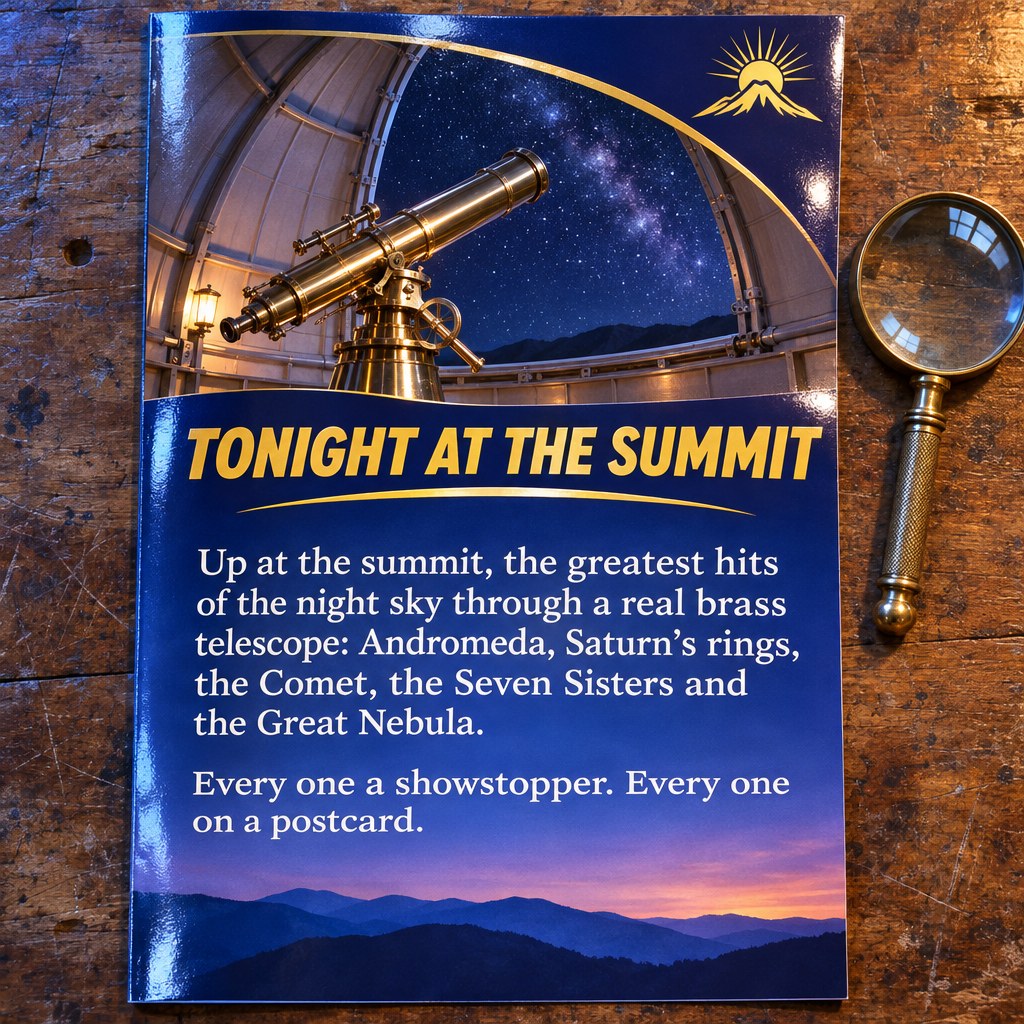 TONIGHT AT THE SUMMIT
Up at the summit, the greatest hits
of the night sky through a real brass
telescope: Andromeda, Saturn’s rings,
the Comet, the Seven Sisters and
the Great Nebula.
Every one a showstopper. Every one
on a postcard.